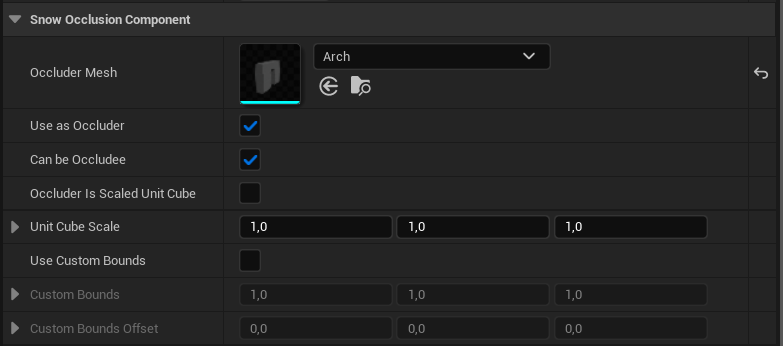 Snow Occlusion Component
Occluder Mesh
Arch
Use as Occluder
Can be Occludee
Occluder Is Scaled Unit Cube
Unit Cube Scale 1,0 1,0 1,0
Use Custom Bounds
Custom Bounds 1,0 1,0 1,0
Custom Bounds Offset 0,0 0,0 0,0